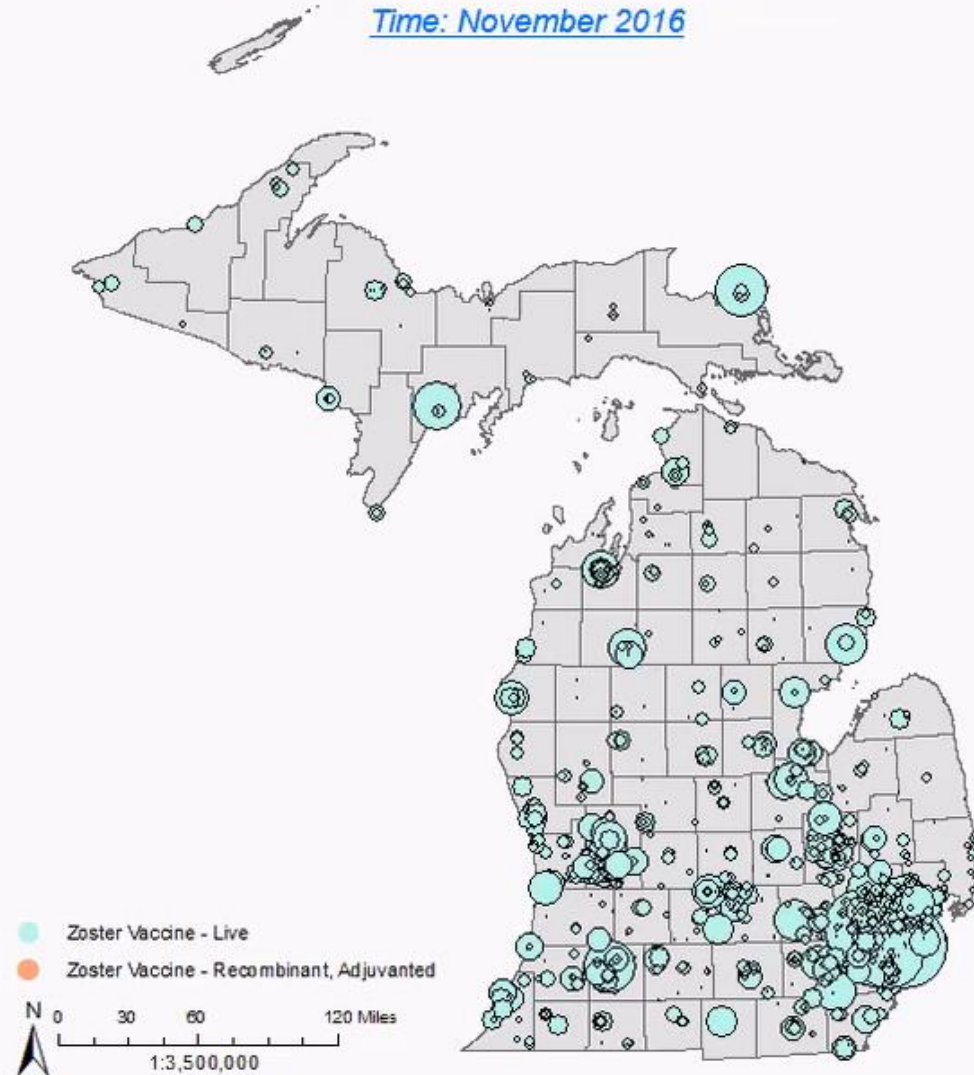 Time: November 2016
Zoster Vaccine - Live
Zoster Vaccine - Recombinant, Adjuvanted
N
0 30 60 120 Miles
1:3,500,000